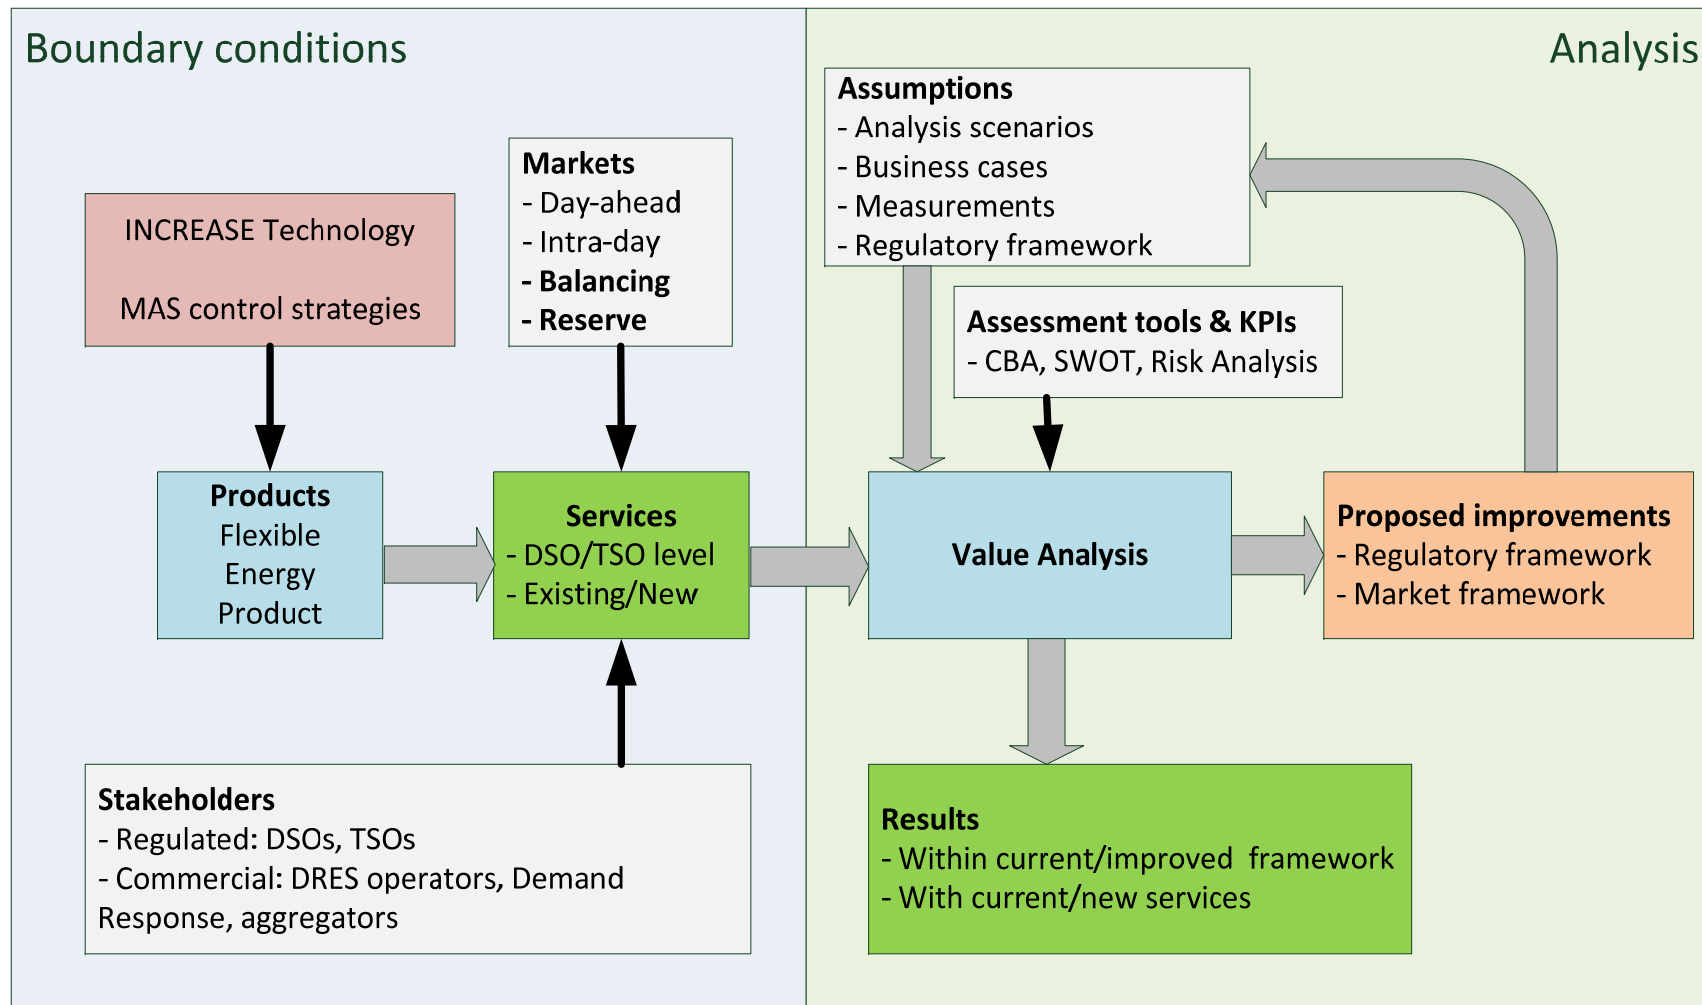 Boundary conditions
Analysis
INCREASE Technology
MAS control strategies
Markets
- Day-ahead
- Intra-day
- Balancing
- Reserve
Products
Flexible
Energy
Product
Services
- DSO/TSO level
- Existing/New
Stakeholders
- Regulated: DSOs, TSOs
- Commercial: DRES operators, Demand
Response, aggregators
Assumptions
- Analysis scenarios
- Business cases
- Measurements
- Regulatory framework
Assessment tools & KPIs
- CBA, SWOT, Risk Analysis
Value Analysis
Proposed improvements
- Regulatory framework
- Market framework
Results
- Within current/improved  framework
- With current/new services